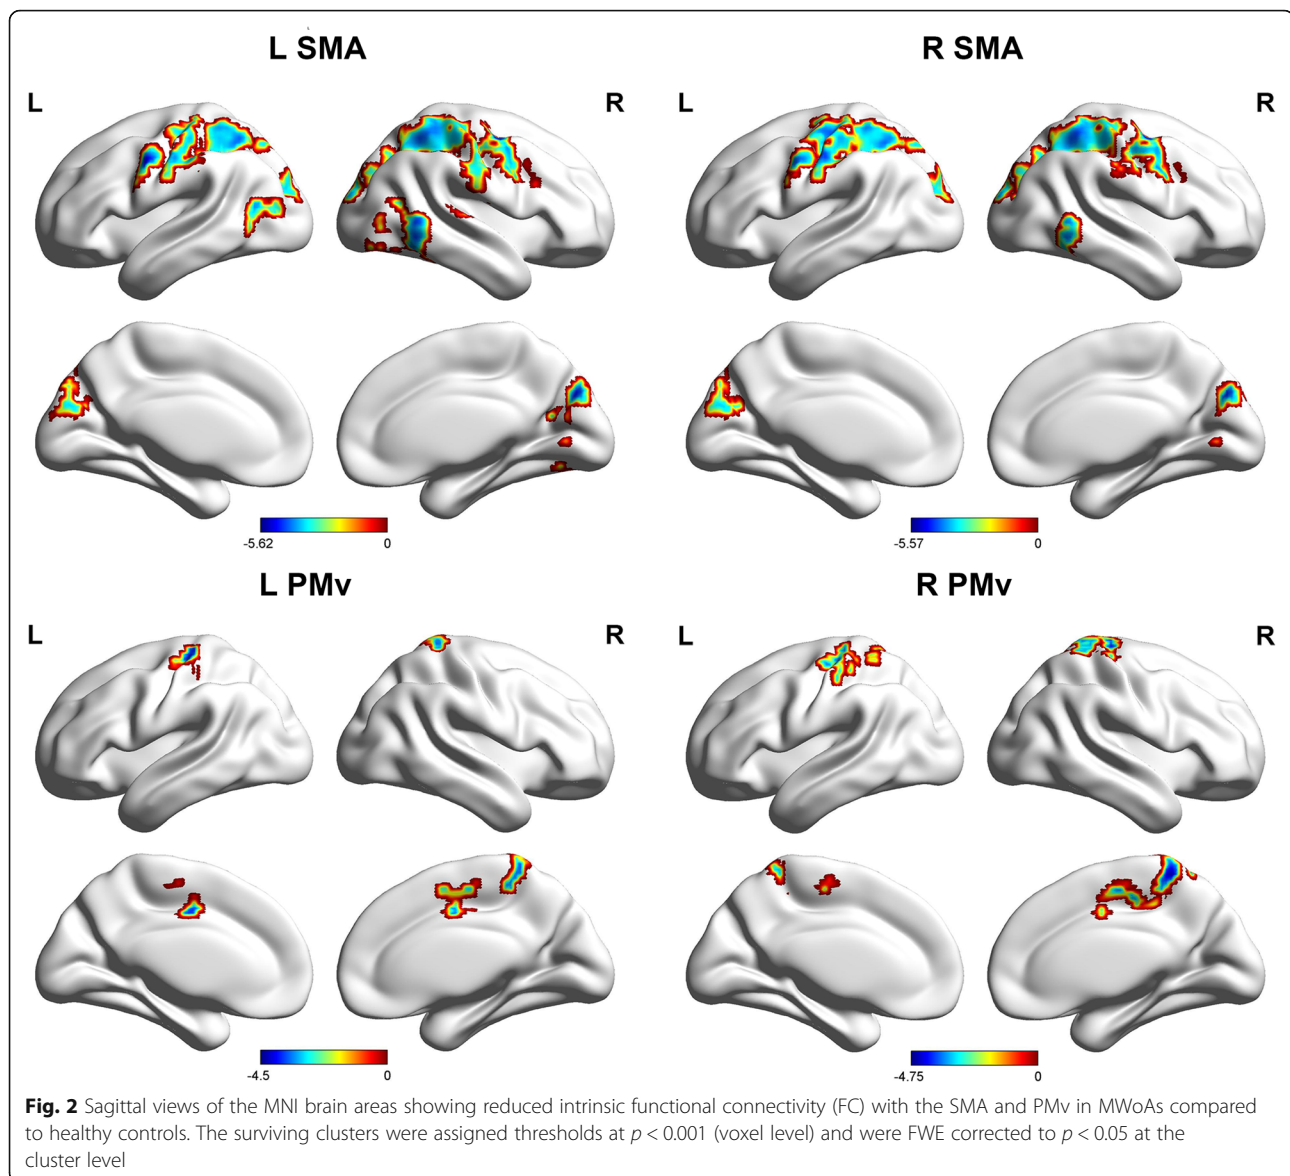 L SMA
R SMA
L
R
L
R
-5.62
0
-5.57
0
L PMv
R PMv
L
R
L
R
-4.5
0
-4.75
0
Fig. 2 Sagittal views of the MNI brain areas showing reduced intrinsic functional connectivity (FC) with the SMA and PMv in MWoAs compared
to healthy controls. The surviving clusters were assigned thresholds at p < 0.001 (voxel level) and were FWE corrected to p < 0.05 at the
cluster level